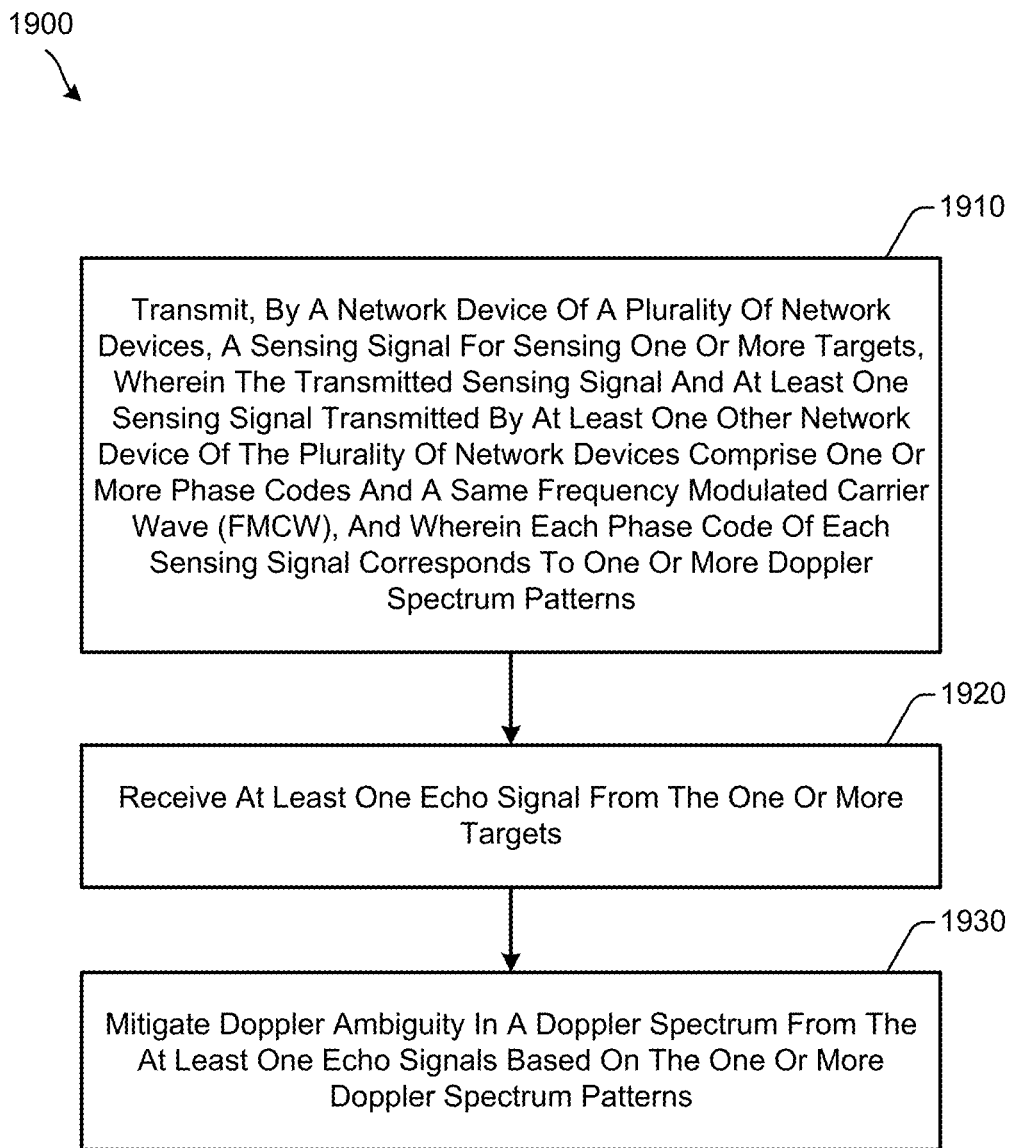 1900
1910
Transmit, By A Network Device Of A Plurality Of Network
Devices, A Sensing Signal For Sensing One Or More Targets,
Wherein The Transmitted Sensing Signal And At Least One
Sensing Signal Transmitted By At Least One Other Network
Device Of The Plurality Of Network Devices Comprise One Or
More Phase Codes And A Same Frequency Modulated Carrier
Wave (FMCW), And Wherein Each Phase Code Of Each
Sensing Signal Corresponds To One Or More Doppler
Spectrum Patterns
1920
Receive At Least One Echo Signal From The One Or More
Targets
1930
Mitigate Doppler Ambiguity In A Doppler Spectrum From The
At Least One Echo Signals Based On The One Or More
Doppler Spectrum Patterns